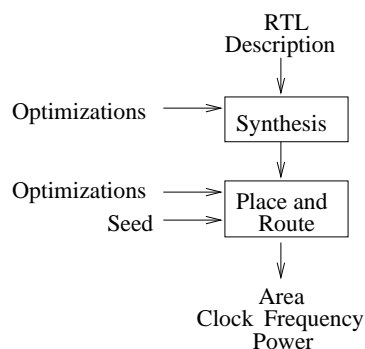 RTL
Description
Optimizations
Synthesis
Optimizations
Seed
Place and
Route
Area
Clock Frequency
Power